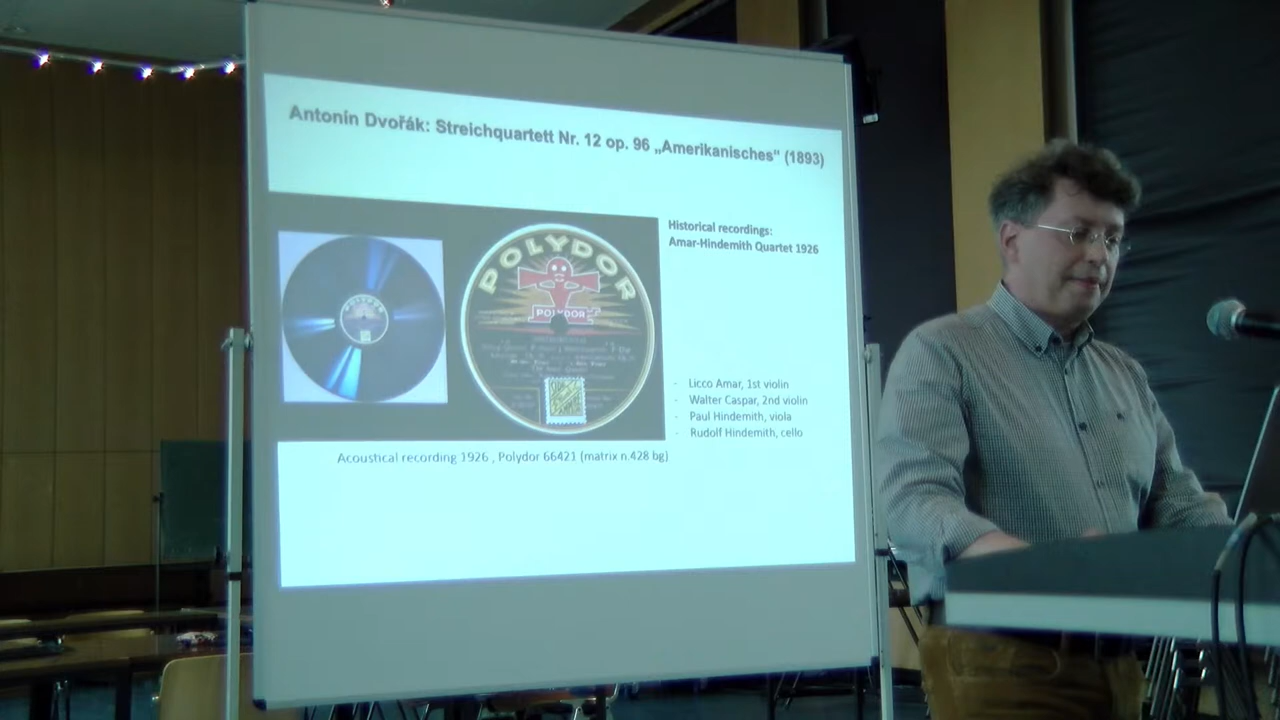 Antonín Dvořák: Streichquartett Nr. 12 op. 96 „Amerikanisches“ (1893)
POLYDOR
POLYDOR
POLYDOR
Historical recordings:
Amar-Hindemith Quartet 1926
- Licco Amar, 1st violin
- Walter Caspar, 2nd violin
- Paul Hindemith, viola
- Rudolf Hindemith, cello
Acoustical recording 1926 , Polydor 66421 (matrix n.428 bg)